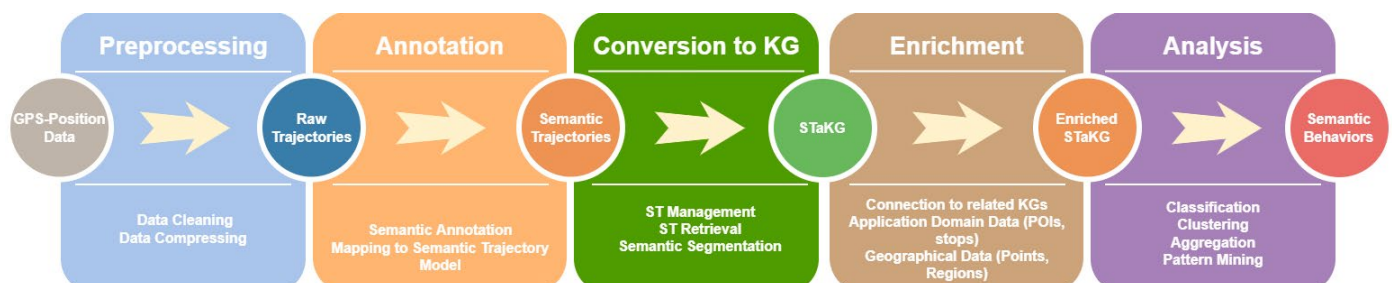 Preprocessing
Annotation
Conversion to KG
Enrichment
Analysis
GPS-Position
Data
Raw
Trajectories
Semantic
Trajectories
STaKG
Enriched
STaKG
Semantic
Behaviors
Data Cleaning
Data Compressing
Semantic Annotation
Mapping to Semantic Trajectory
Model
ST Management
ST Retrieval
Semantic Segmentation
Connection to related KGs
Application Domain Data (POIs,
stops)
Geographical Data (Points,
Regions)
Classification
Clustering
Aggregation
Pattern Mining